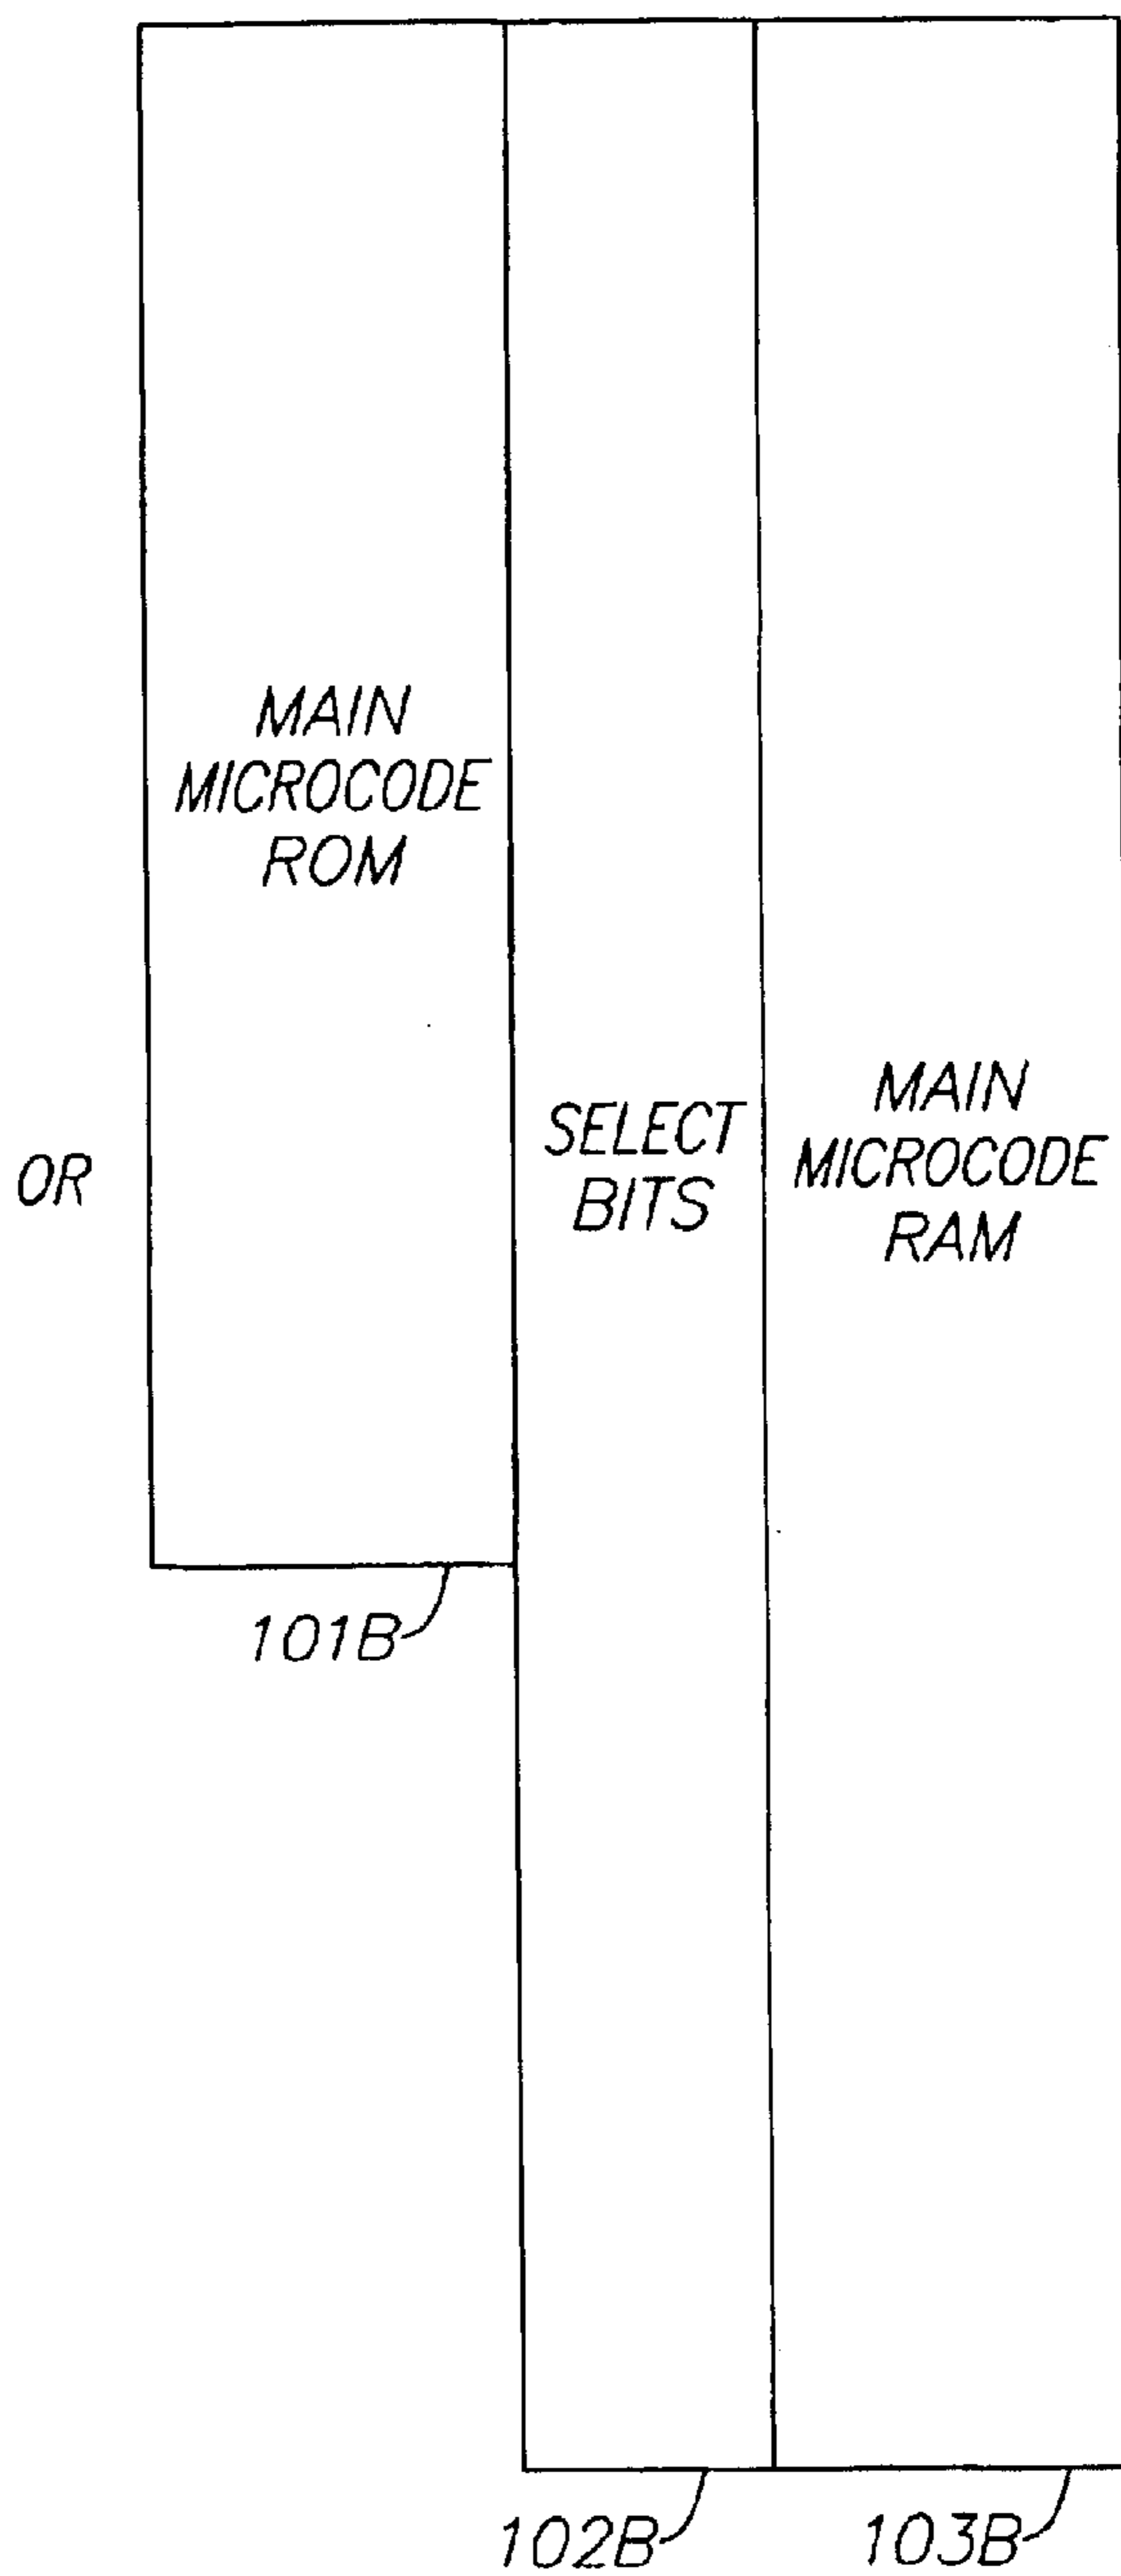 MAIN
MICROCODE
ROM
OR
SELECT
BITS
MAIN
MICROCODE
RAM
101B
102B
103B